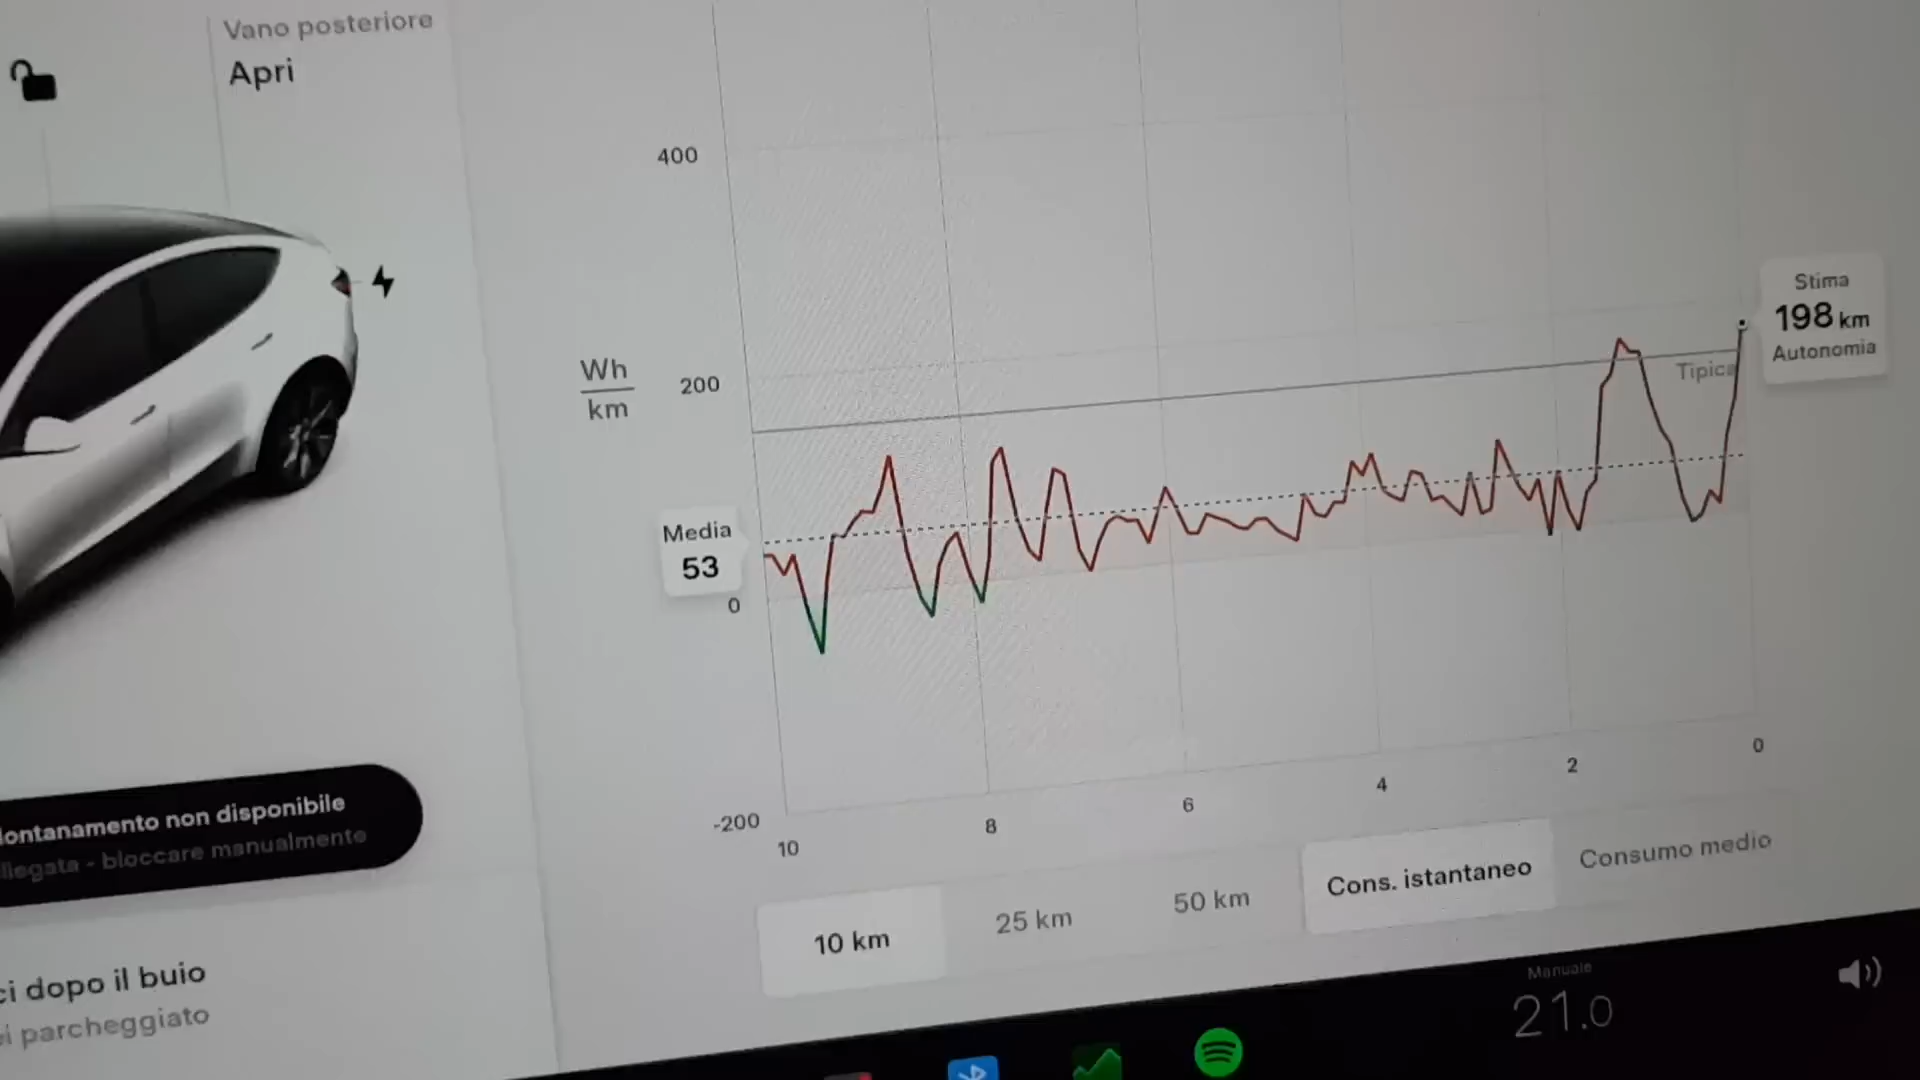 Vano posteriore
Apri
400
Wh
km
200
Media
53
0
-200
10
8
6
4
2
0
Tipica
Stima
198 km
Autonomia
10 km
25 km
50 km
Cons. istantaneo
Consumo medio
lontanamento non disponibile
llegata - bloccare manualmente
ci dopo il buio
ei parcheggiato
Manuale
21.0